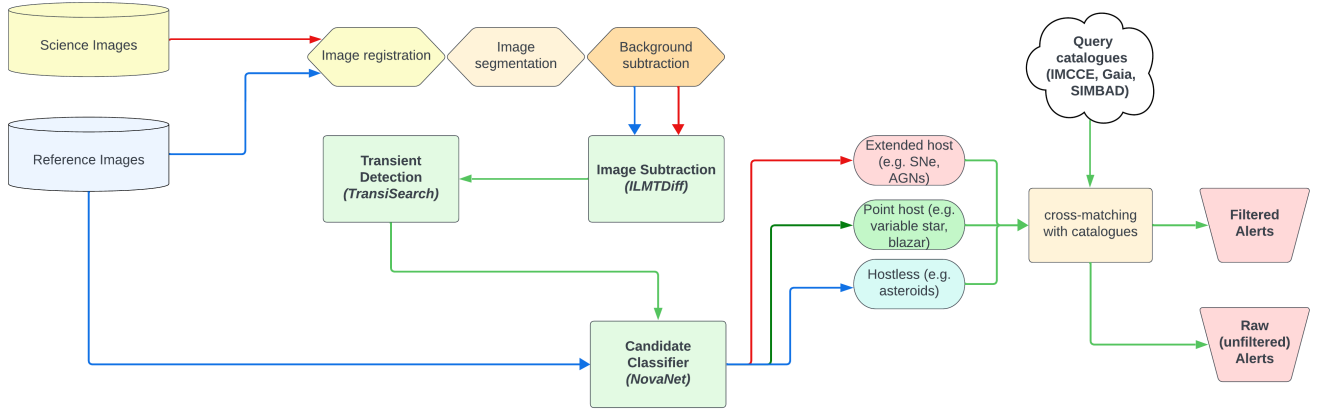 Science Images
Reference Images
Image registration
Image
segmentation
Background
subtraction
Transient
Detection
(TransiSearch)
Image Subtraction
(ILMTDiff)
Candidate
Classifier
(NovaNet)
Extended host
(e.g. SNe,
AGNs)
Point host (e.g.
variable star,
blazar)
Hostless (e.g.
asteroids)
Query
catalogues
(IMCCE, Gaia,
SIMBAD)
cross-matching
with catalogues
Filtered
Alerts
Raw
(unfiltered)
Alerts